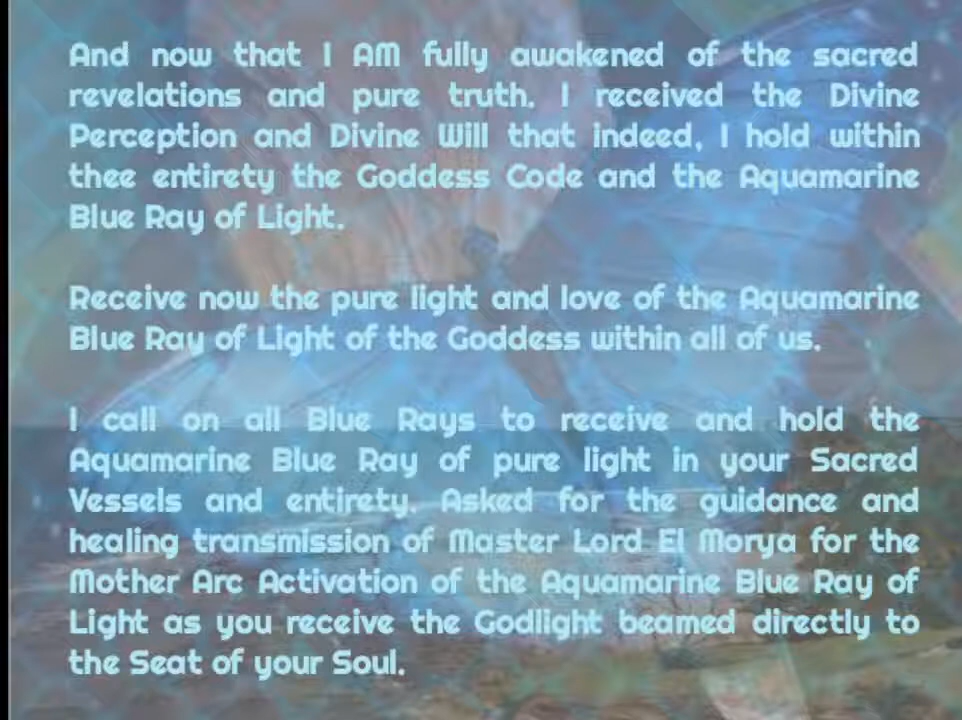 And now that I AM fully awakened of the sacred
revelations and pure truth. I received the Divine
Perception and Divine Will that indeed, I hold within
thee entirety the Goddess Code and the Aquamarine
Blue Ray of Light.
Receive now the pure light and love of the Aquamarine
Blue Ray of Light of the Goddess within all of us.
I call on all Blue Rays to receive and hold the
Aquamarine Blue Ray of pure light in your Sacred
Vessels and entirety. Asked for the guidance and
healing transmission of Master Lord El Morya for the
Mother Arc Activation of the Aquamarine Blue Ray of
Light as you receive the Godlight beamed directly to
the Seat of your Soul.